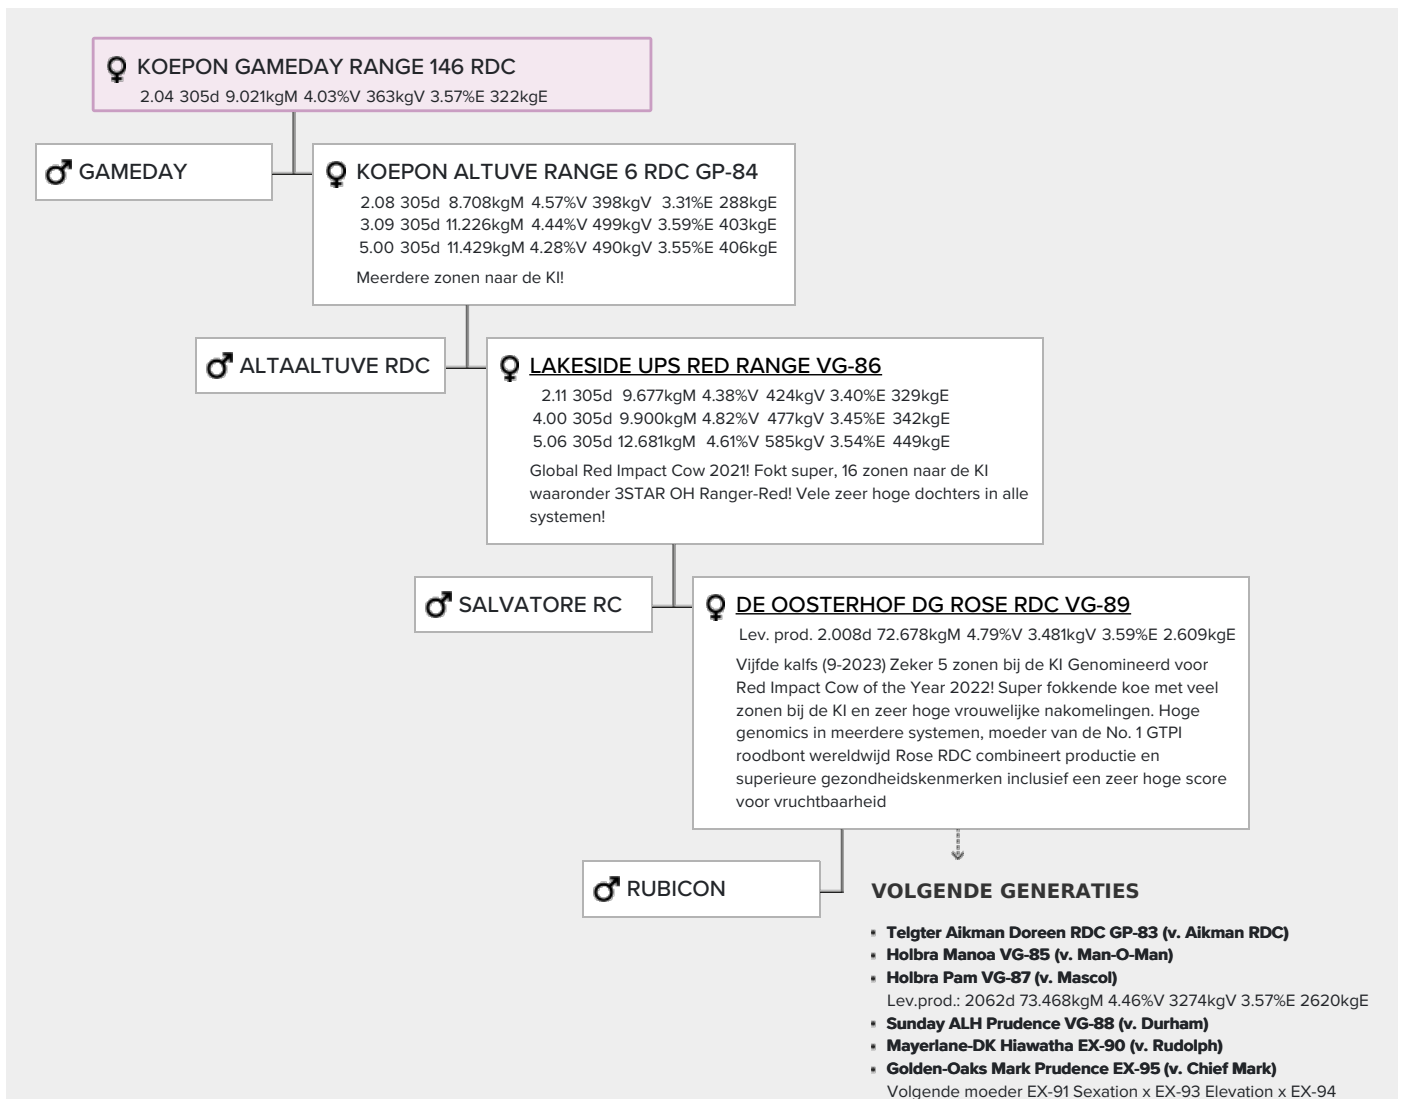 KOEPON GAMEDAY RANGE 146 RDC
2.04 305d 9.021kgM 4.03%V 363kgV 3.57%E 322kgE
GAMEDAY
KOEPON ALTUVE RANGE 6 RDC GP-84
2.08 305d 8.708kgM 4.57%V 398kgV 3.31%E 288kgE
3.09 305d 11.226kgM 4.44%V 499kgV 3.59%E 403kgE
5.00 305d 11.429kgM 4.28%V 490kgV 3.55%E 406kgE
Meerdere zonen naar de KI!
ALTAALTUVE RDC
LAKESIDE UPS RED RANGE VG-86
2.11 305d 9.677kgM 4.38%V 424kgV 3.40%E 329kgE
4.00 305d 9.900kgM 4.82%V 477kgV 3.45%E 342kgE
5.06 305d 12.681kgM 4.61%V 585kgV 3.54%E 449kgE
Global Red Impact Cow 2021! Fokt super, 16 zonen naar de KI
waaronder 3STAR OH Ranger-Red! Vele zeer hoge dochters in alle
systemen!
SALVATORE RC
DE OOSTERHOF DG ROSE RDC VG-89
Lev. prod. 2.008d 72.678kgM 4.79%V 3.481kgV 3.59%E 2.609kgE
Vijfde kalfs (9-2023) Zeker 5 zonen bij de KI Genomineerd voor
Red Impact Cow of the Year 2022! Super fokkende koe met veel
zonen bij de KI en zeer hoge vrouwelijke nakomelingen. Hoge
genomics in meerdere systemen, moeder van de No. 1 GTPI
roodbont wereldwijd Rose RDC combineert productie en
superieure gezondheidskenmerken inclusief een zeer hoge score
voor vruchtbaarheid
RUBICON
VOLGENDE GENERATIES
Telgter Aikman Doreen RDC GP-83 (v. Aikman RDC)
Holbra Manoa VG-85 (v. Man-O-Man)
Holbra Pam VG-87 (v. Mascol)
Lev.prod.: 2062d 73.468kgM 4.46%V 3274kgV 3.57%E 2620kgE
Sunday ALH Prudence VG-88 (v. Durham)
Mayerlane-DK Hiawatha EX-90 (v. Rudolph)
Golden-Oaks Mark Prudence EX-95 (v. Chief Mark)
Volgende moeder EX-91 Sexation x EX-93 Elevation x EX-94